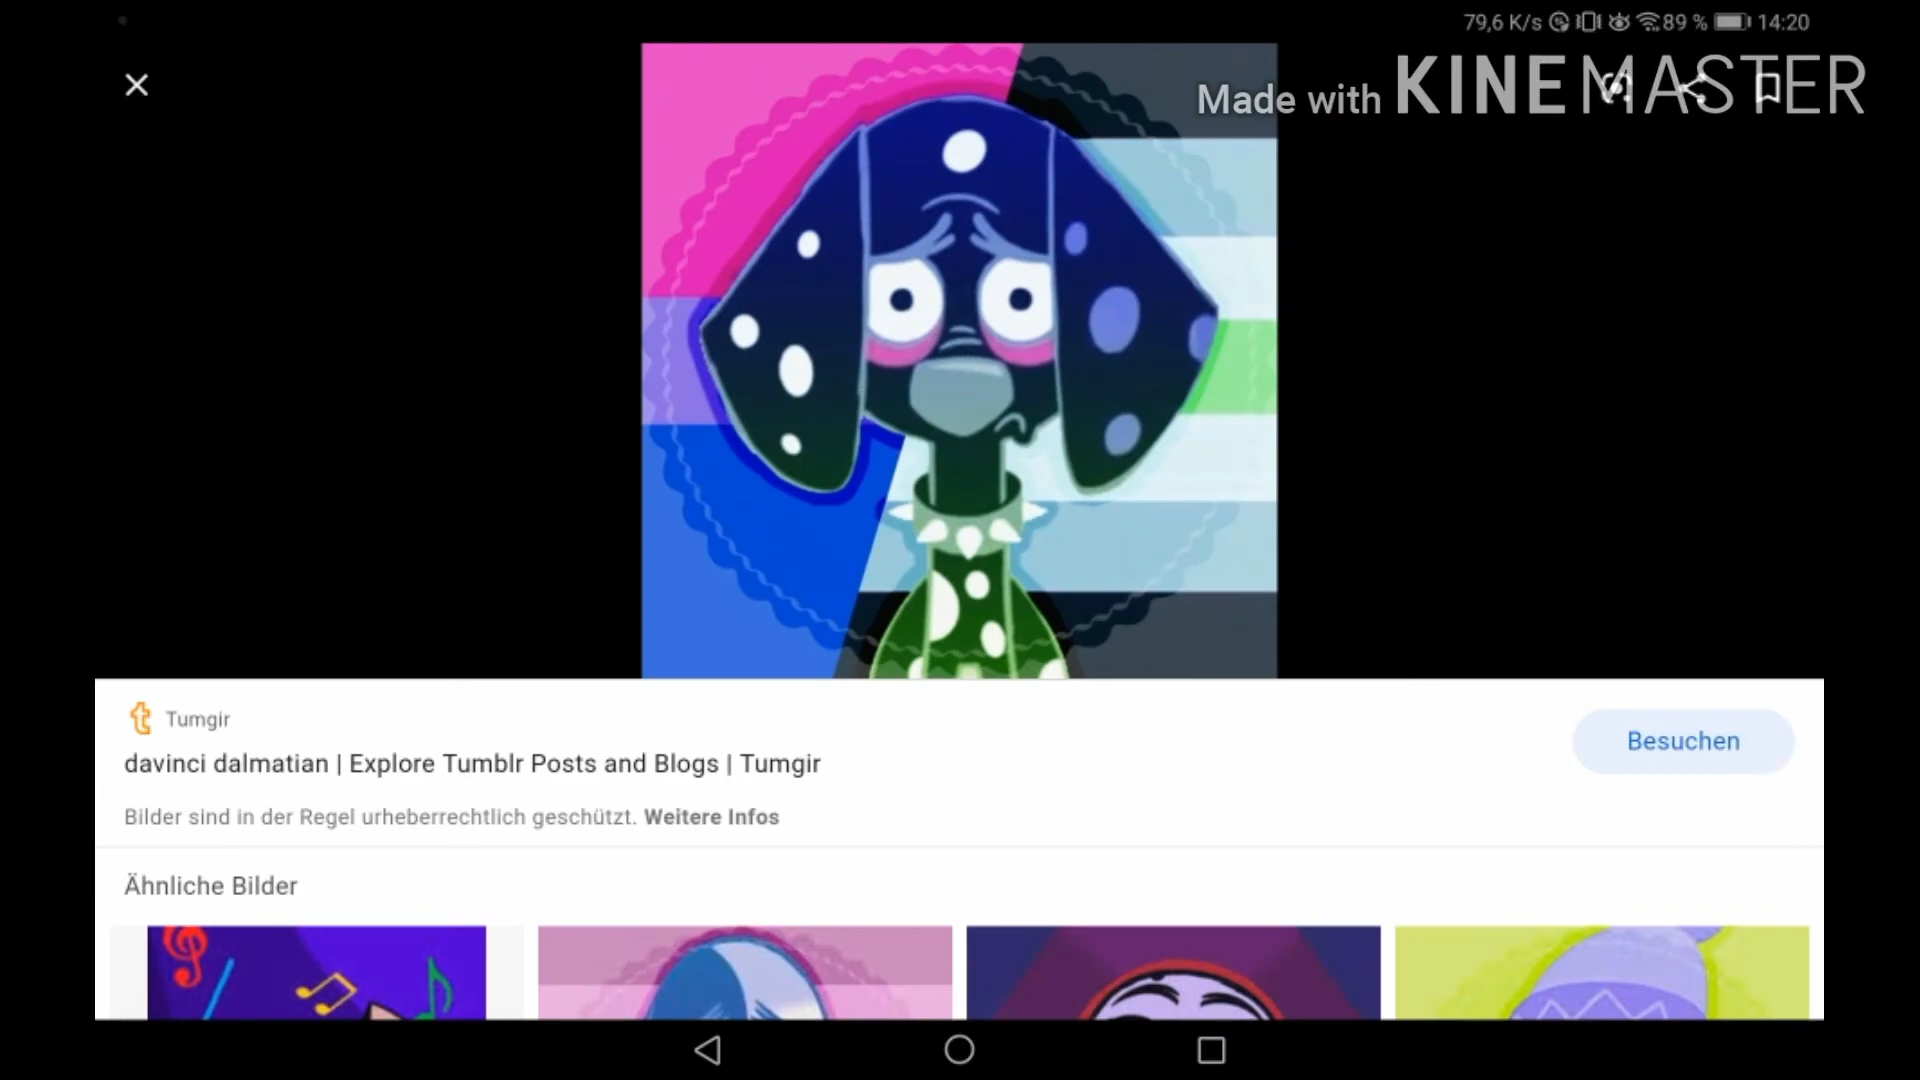 79,6 K/s 89 % 14:20
Made with KINEMASTER
Tumgir
davinci dalmatian | Explore Tumblr Posts and Blogs | Tumgir
Besuchen
Bilder sind in der Regel urheberrechtlich geschützt. Weitere Infos
Ähnliche Bilder